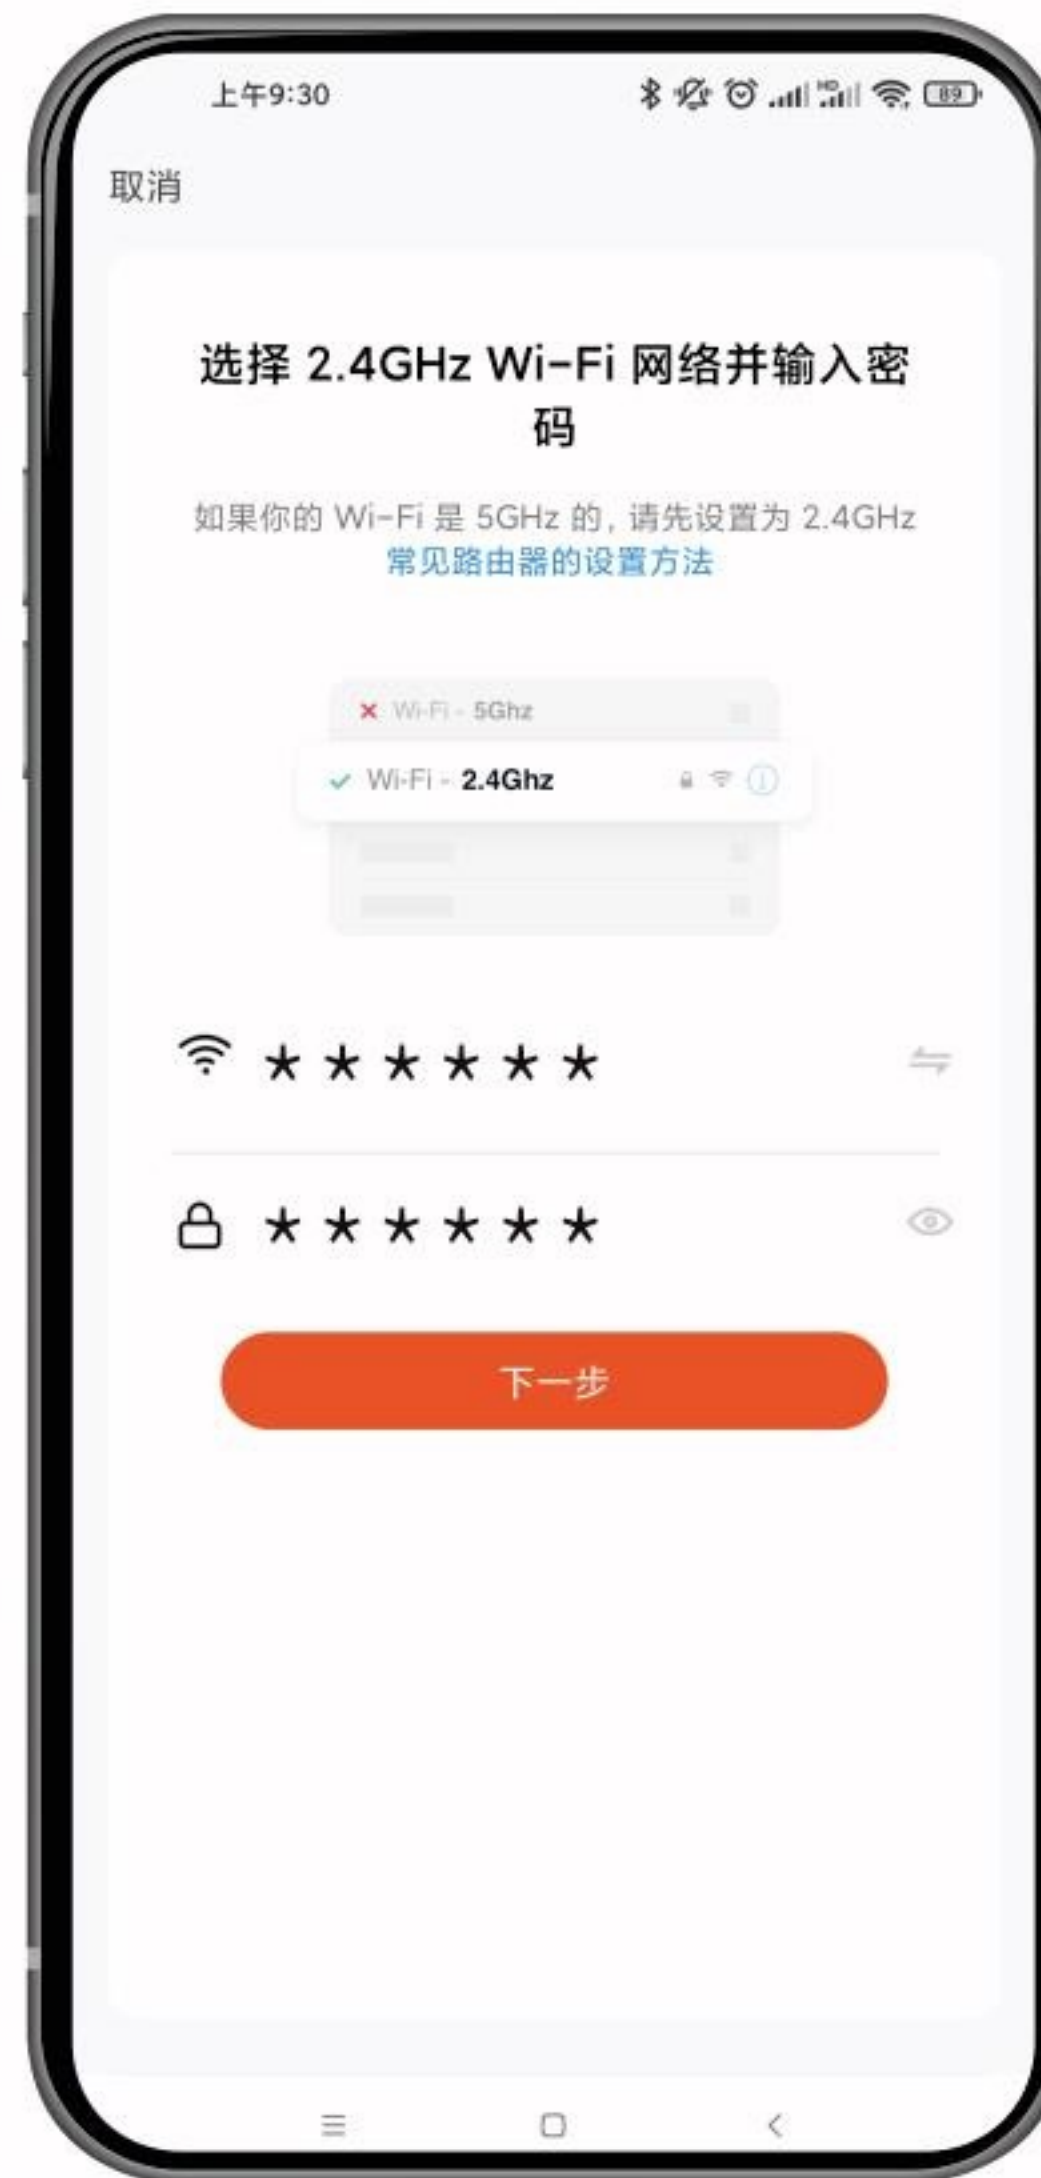 上午9:30
HD
89
取消
选择 2.4GHz Wi-Fi 网络并输入密
码
如果你的 Wi-Fi 是 5GHz 的, 请先设置为 2.4GHz
常见路由器的设置方法
Wi-Fi - 5Ghz
Wi-Fi - 2.4Ghz
******
******
下一步